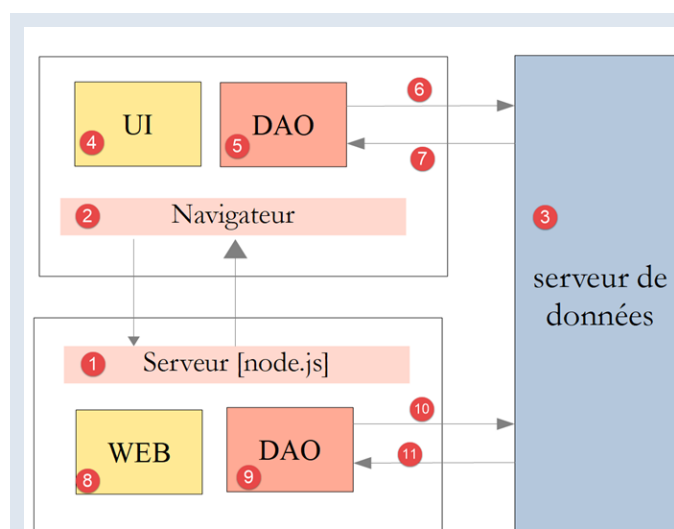 UI
DAO
4
5
6
7
2
Navigateur
3
serveur de
données
1
Serveur [node.js]
WEB
DAO
8
9
10
11